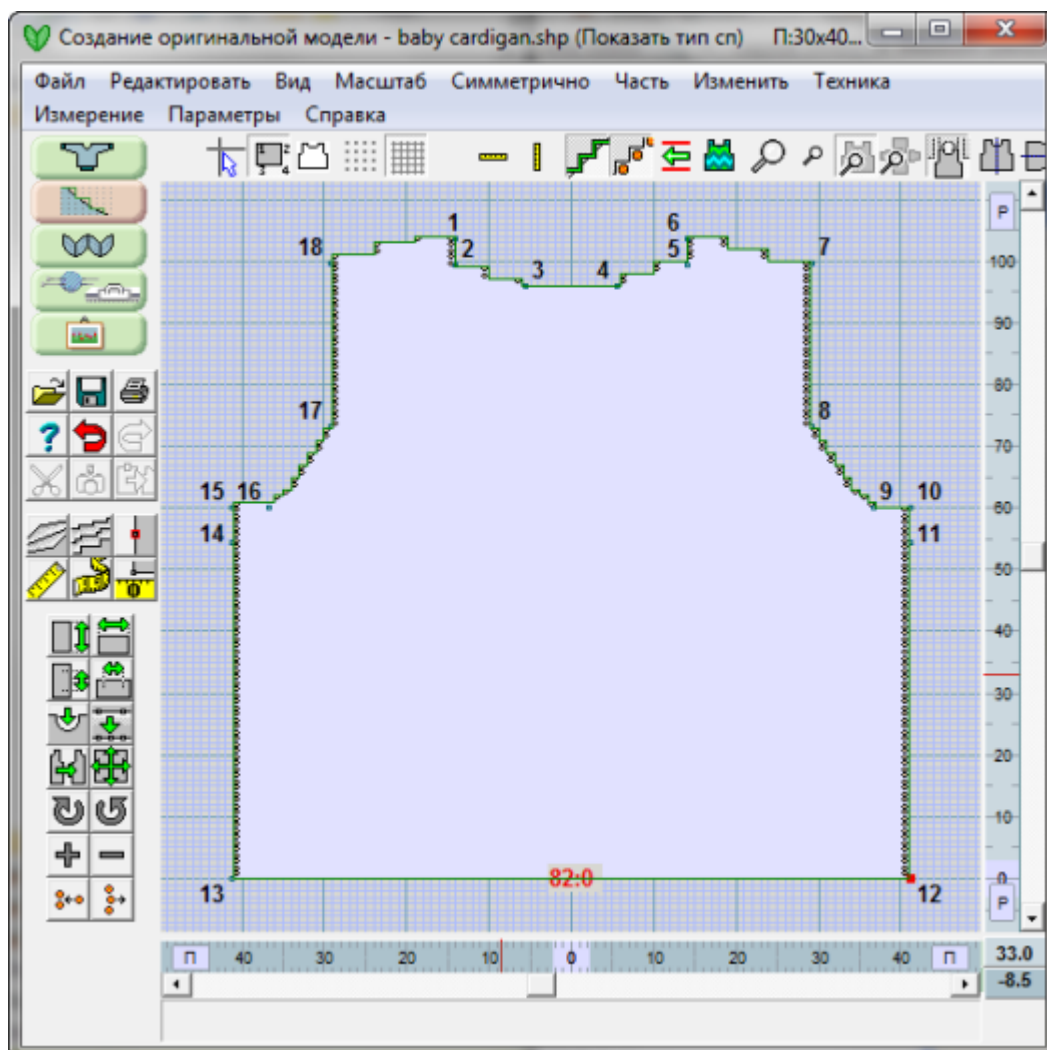 Создание оригинальной модели - baby cardigan.shp (Показать тип сп) П:30x40...
Файл Редактировать Вид Масштаб Симметрично Часть Изменить Техника
Измерение Параметры Справка
P
1 6
18 2 5 7
3 4
100
90
80
17 8
70
15 16 9 10
60
14 11
50
40
30
20
10
82:0
0
13 12
P
П 40 30 20 10 0 10 20 30 40 П 33.0
-8.5